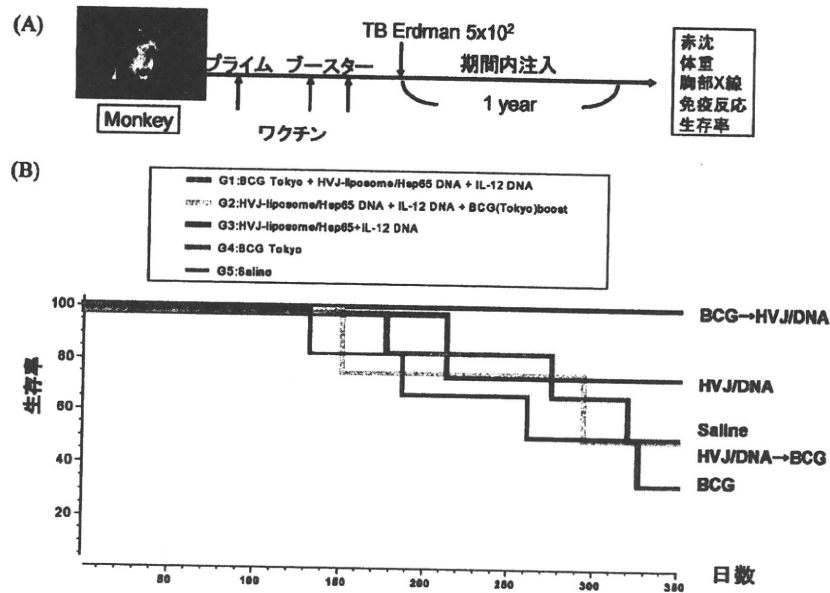 (A)
TB Erdman 5x10²
プライム ブースター 期間内注入
1 year
Monkey
ワクチン
赤沈
体重
胸部X線
免疫反応
生存率
(B)
G1:BCG Tokyo + HVJ-liposome/Hsp65 DNA + IL-12 DNA
G2:HVJ-liposome/Hsp65 DNA + IL-12 DNA + BCG(Tokyo)boost
G3:HVJ-liposome/Hsp65+IL-12 DNA
G4:BCG Tokyo
G5:Saline
生存率
100
80
60
40
20
BCG→HVJ/DNA
HVJ/DNA
Saline
HVJ/DNA→BCG
BCG
50 100 150 200 250 300 350
日数